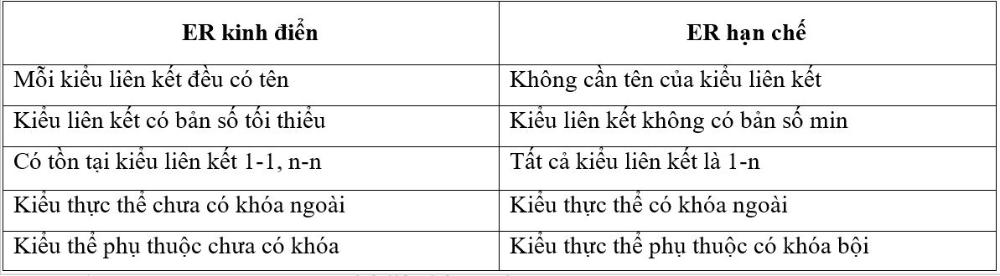 ER kinh điển
ER hạn chế
Mỗi kiểu liên kết đều có tên
Không cần tên của kiểu liên kết
Kiểu liên kết có bản số tối thiểu
Kiểu liên kết không có bản số min
Có tồn tại kiểu liên kết 1-1, n-n
Tất cả kiểu liên kết là 1-n
Kiểu thực thể chưa có khóa ngoài
Kiểu thực thể có khóa ngoài
Kiểu thể phụ thuộc chưa có khóa
Kiểu thực thể phụ thuộc có khóa bội